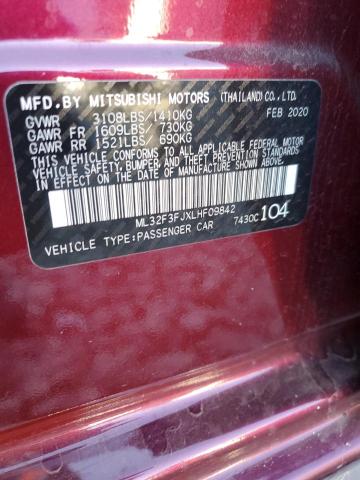 MFD.BY MITSUBISHI MOTORS (THAILAND) CO., LTD.
GVWR 3108LBS/1410KG FEB 2020
GAWR FR 1609LBS/ 730KG
GAWR RR 1521LBS/ 690KG
THIS VEHICLE CONFORMS TO ALL APPLICABLE FEDERAL MOTOR VEHICLE
SAFETY, BUMPER AND THEFT PREVENTION STANDARDS
IN EFFECT ON THE DATE OF MANUFACTURE SHOWN ABOVE.
ML32F3FJXLHF09842
VEHICLE TYPE:PASSENGER CAR 7430C 104